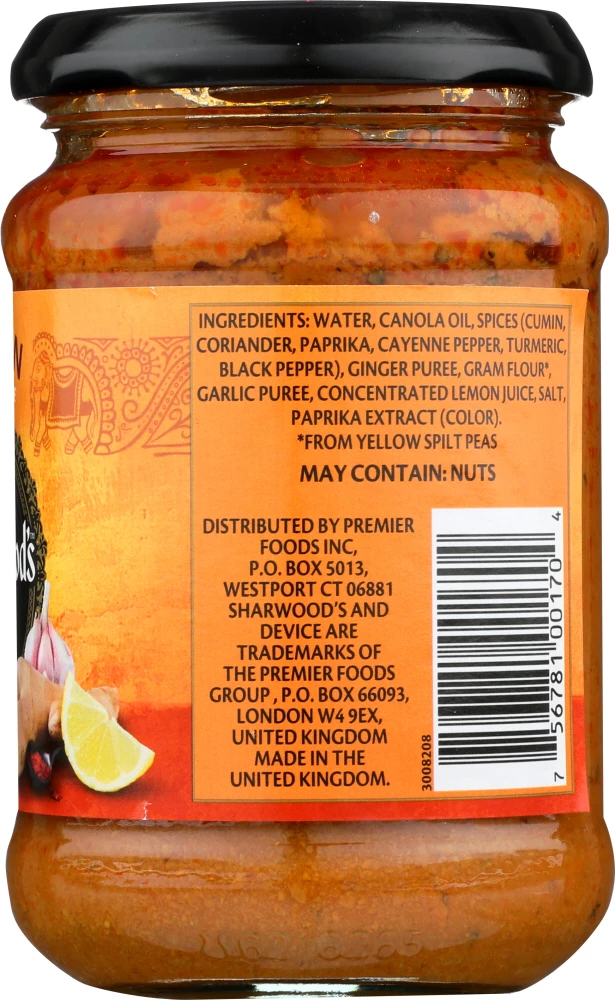 INGREDIENTS: WATER, CANOLA OIL, SPICES (CUMIN,
CORIANDER, PAPRIKA, CAYENNE PEPPER, TURMERIC,
BLACK PEPPER), GINGER PUREE, GRAM FLOUR*,
GARLIC PUREE, CONCENTRATED LEMON JUICE, SALT,
PAPRIKA EXTRACT (COLOR).
*FROM YELLOW SPILT PEAS
MAY CONTAIN: NUTS
DISTRIBUTED BY PREMIER
FOODS INC,
P.O. BOX 5013,
WESTPORT CT 06881
SHARWOOD'S AND
DEVICE ARE
TRADEMARKS OF
THE PREMIER FOODS
GROUP , P.O. BOX 66093,
LONDON W4 9EX,
UNITED KINGDOM
MADE IN THE
UNITED KINGDOM.
3008208
7 56781 00170 4